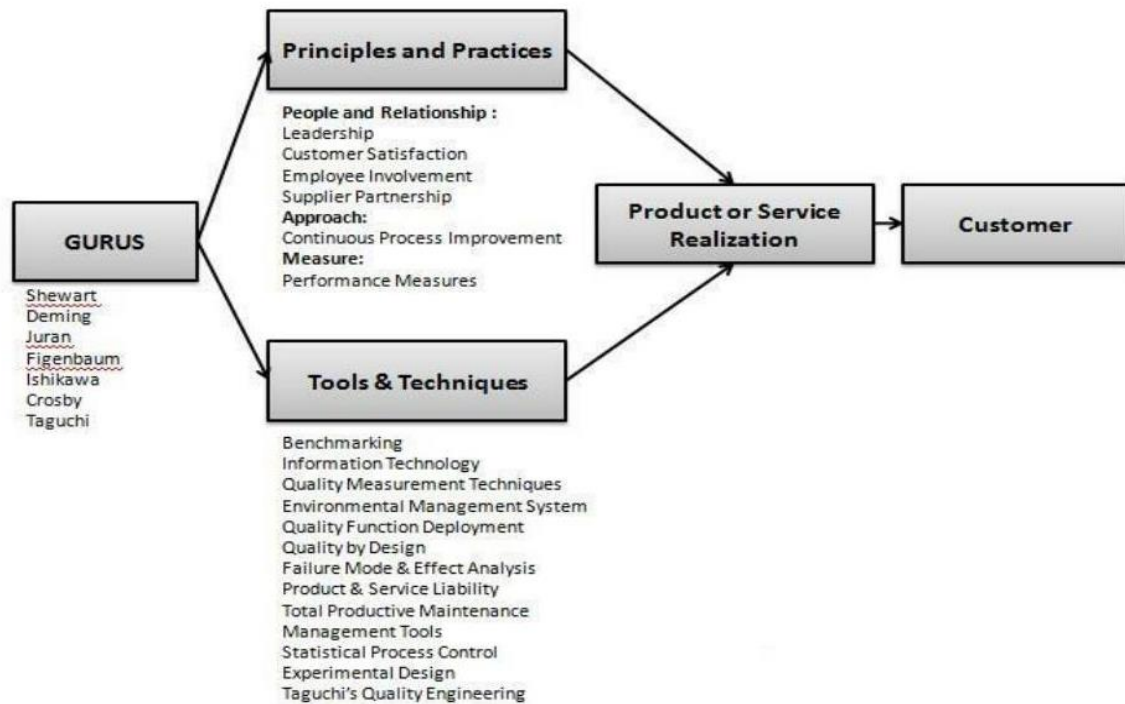 GURUS
Shewart
Deming
Juran
Figenbaum
Ishikawa
Crosby
Taguchi
Principles and Practices
People and Relationship :
Leadership
Customer Satisfaction
Employee Involvement
Supplier Partnership
Approach:
Continuous Process Improvement
Measure:
Performance Measures
Tools & Techniques
Benchmarking
Information Technology
Quality Measurement Techniques
Environmental Management System
Quality Function Deployment
Quality by Design
Failure Mode & Effect Analysis
Product & Service Liability
Total Productive Maintenance
Management Tools
Statistical Process Control
Experimental Design
Taguchi's Quality Engineering
Product or Service
Realization
Customer